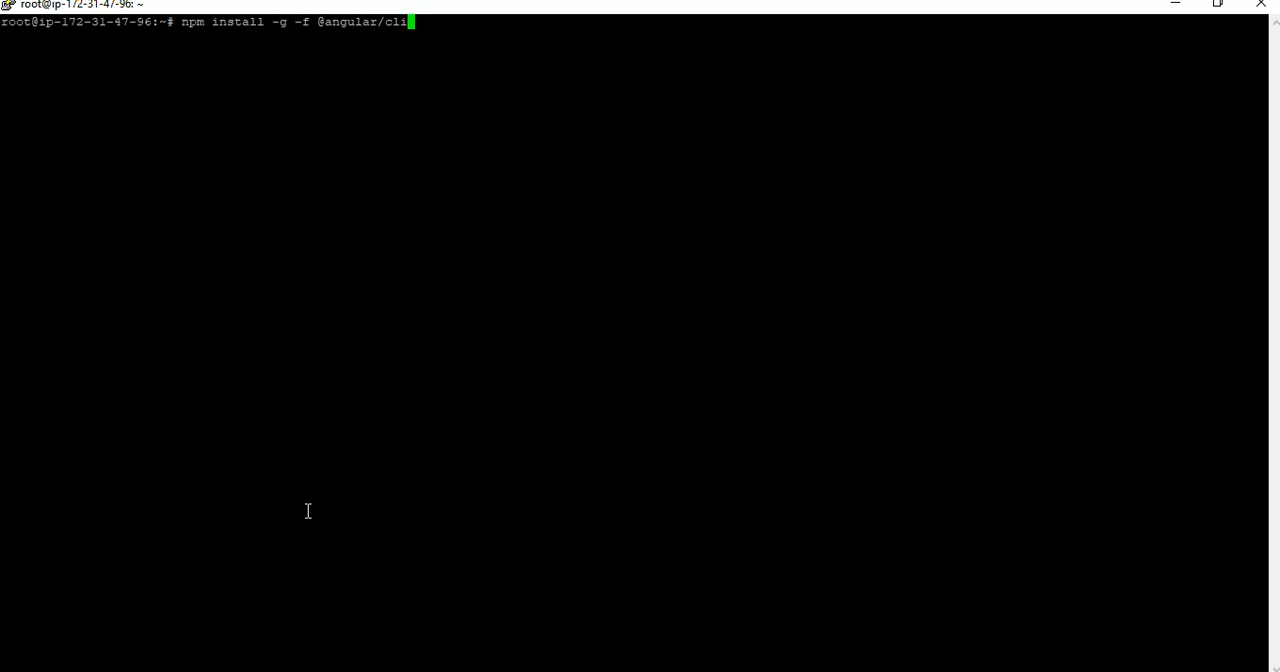 root@ip-172-31-47-96: ~
root@ip-172-31-47-96:~# npm install -g -f @angular/cli